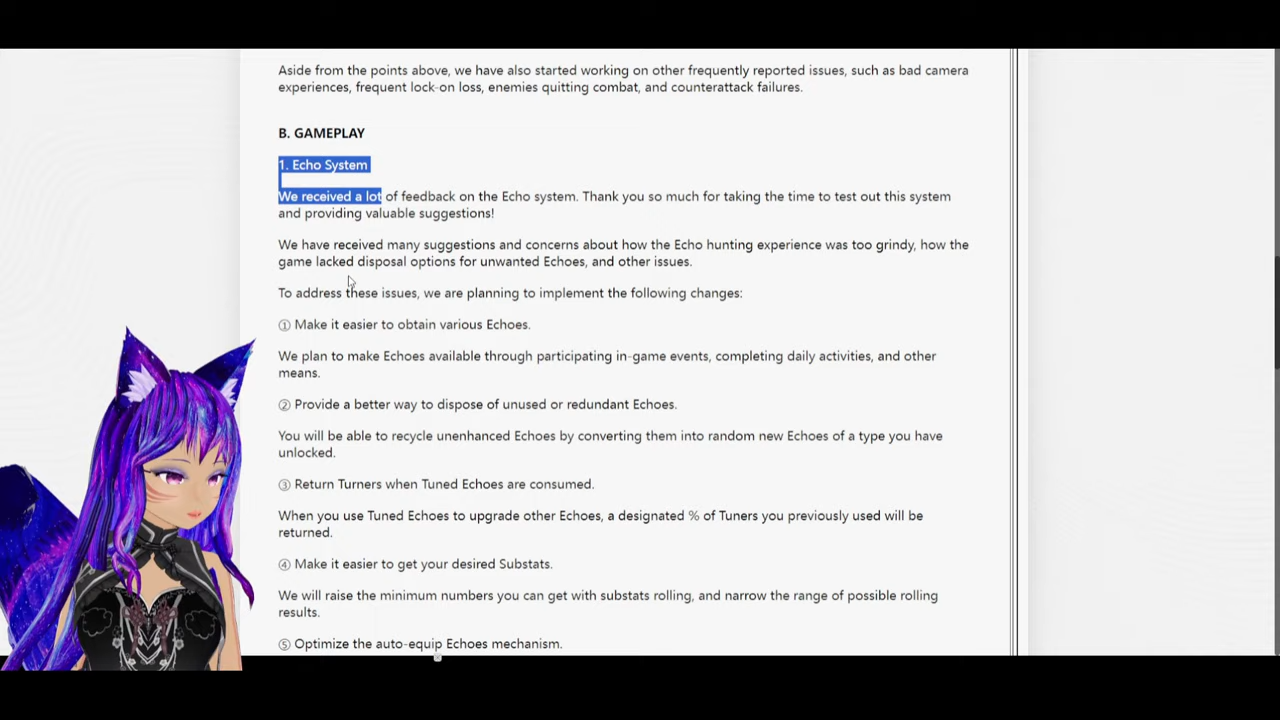 Aside from the points above, we have also started working on other frequently reported issues, such as bad camera
experiences, frequent lock-on loss, enemies quitting combat, and counterattack failures.
B. GAMEPLAY
1. Echo System
We received a lot of feedback on the Echo system. Thank you so much for taking the time to test out this system
and providing valuable suggestions!
We have received many suggestions and concerns about how the Echo hunting experience was too grindy, how the
game lacked disposal options for unwanted Echoes, and other issues.
To address these issues, we are planning to implement the following changes:
① Make it easier to obtain various Echoes.
We plan to make Echoes available through participating in-game events, completing daily activities, and other
means.
② Provide a better way to dispose of unused or redundant Echoes.
You will be able to recycle unenhanced Echoes by converting them into random new Echoes of a type you have
unlocked.
③ Return Turners when Tuned Echoes are consumed.
When you use Tuned Echoes to upgrade other Echoes, a designated % of Tuners you previously used will be
returned.
④ Make it easier to get your desired Substats.
We will raise the minimum numbers you can get with substats rolling, and narrow the range of possible rolling
results.
⑤ Optimize the auto-equip Echoes mechanism.